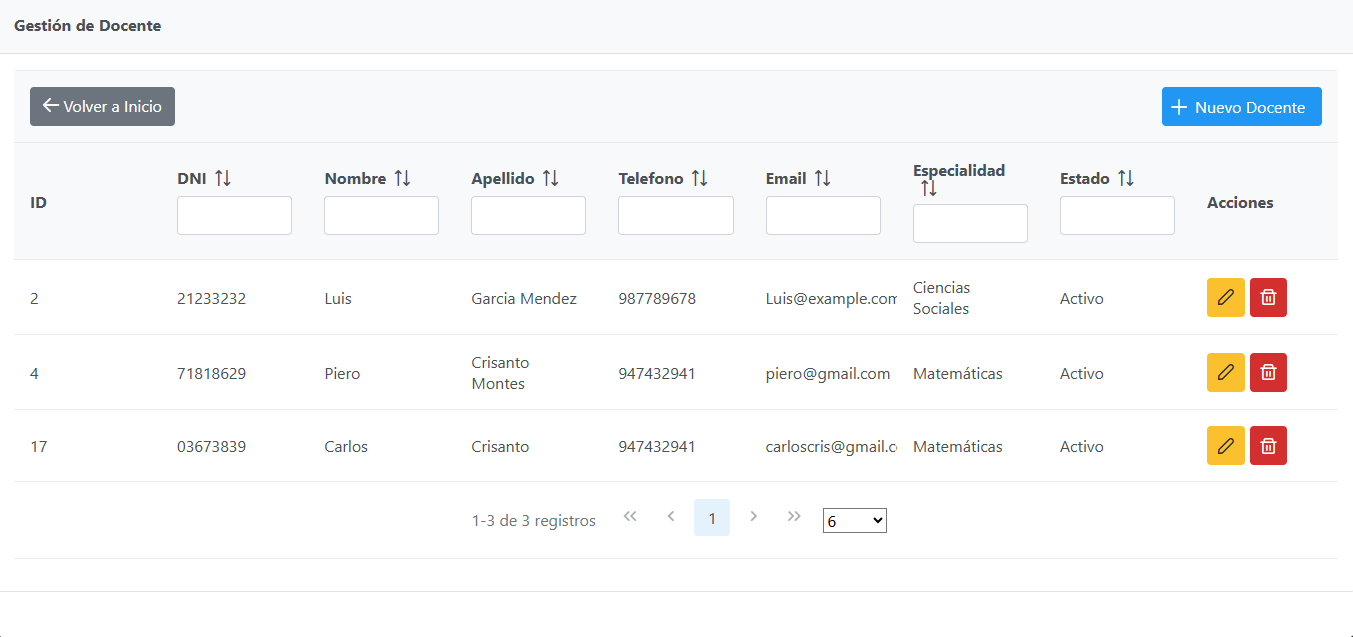 Gestión de Docente
Volver a Inicio
Nuevo Docente
ID DNI Nombre Apellido Telefono Email Especialidad Estado Acciones
2 21233232 Luis Garcia Mendez 987789678 Luis@example.com Ciencias Sociales Activo
4 71818629 Piero Crisanto Montes 947432941 piero@gmail.com Matemáticas Activo
17 03673839 Carlos Crisanto 947432941 carloscris@gmail.c Matemáticas Activo
1-3 de 3 registros 1 6